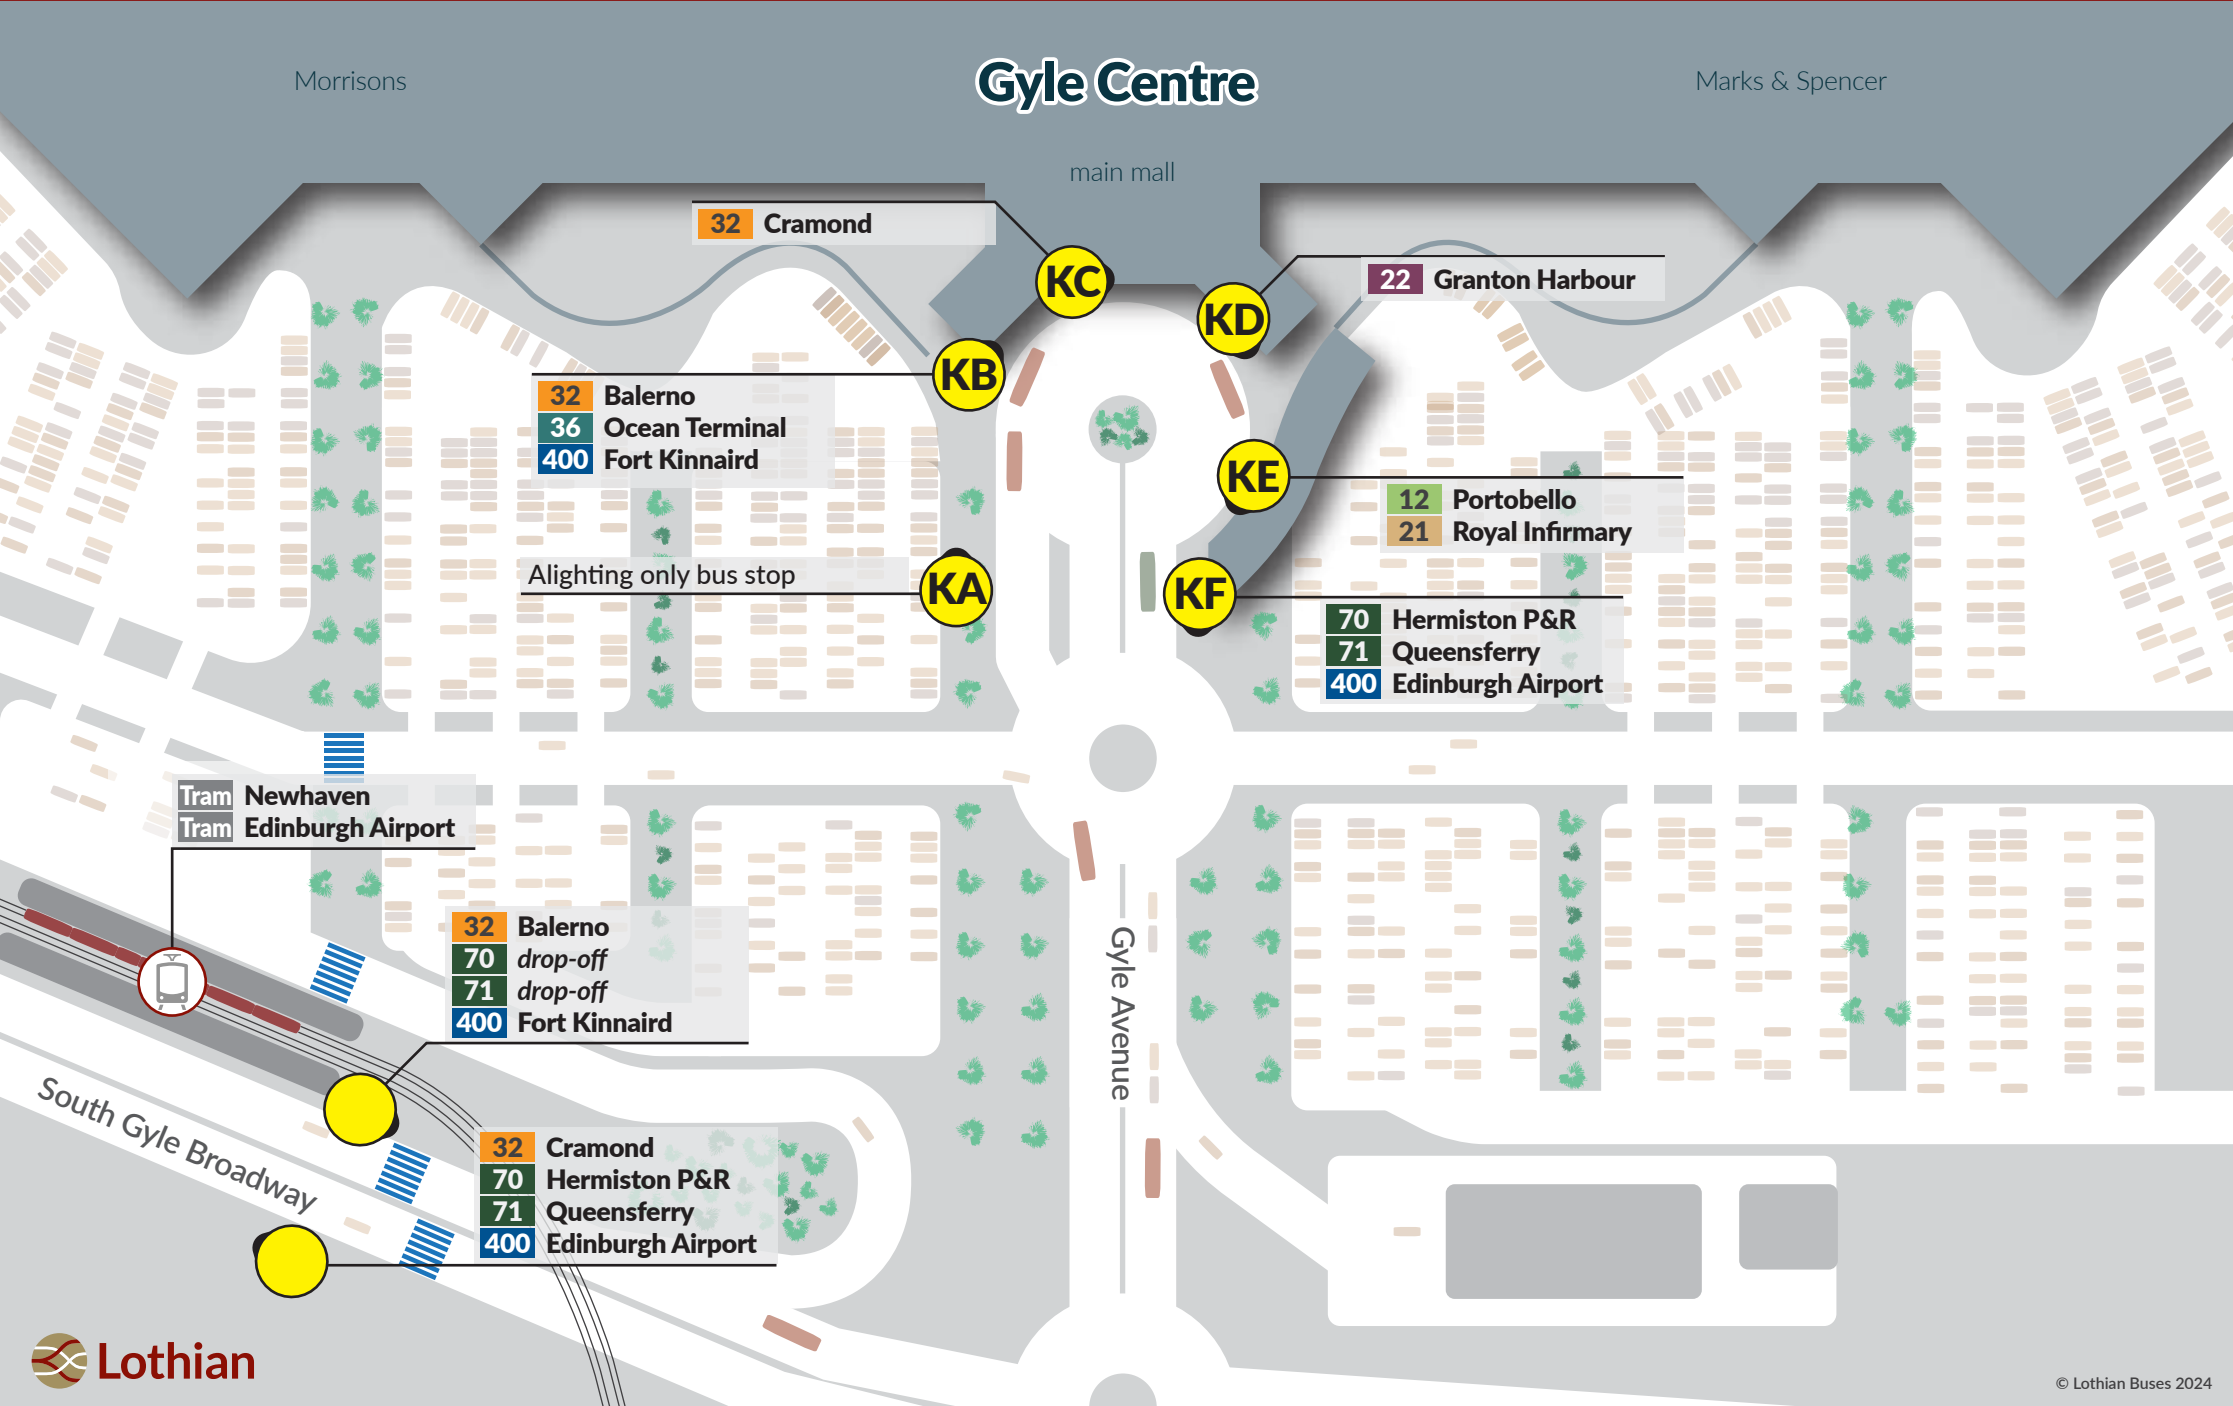 Morrisons
Gyle Centre
Marks & Spencer
main mall
32 Cramond
KC
22 Granton Harbour
KD
KB
32 Balerno
36 Ocean Terminal
400 Fort Kinnaird
KE
12 Portobello
21 Royal Infirmary
Alighting only bus stop
KA
KF
70 Hermiston P&R
71 Queensferry
400 Edinburgh Airport
Tram Newhaven
Tram Edinburgh Airport
32 Balerno
70 drop-off
71 drop-off
400 Fort Kinnaird
Gyle Avenue
South Gyle Broadway
32 Cramond
70 Hermiston P&R
71 Queensferry
400 Edinburgh Airport
Lothian
© Lothian Buses 2024